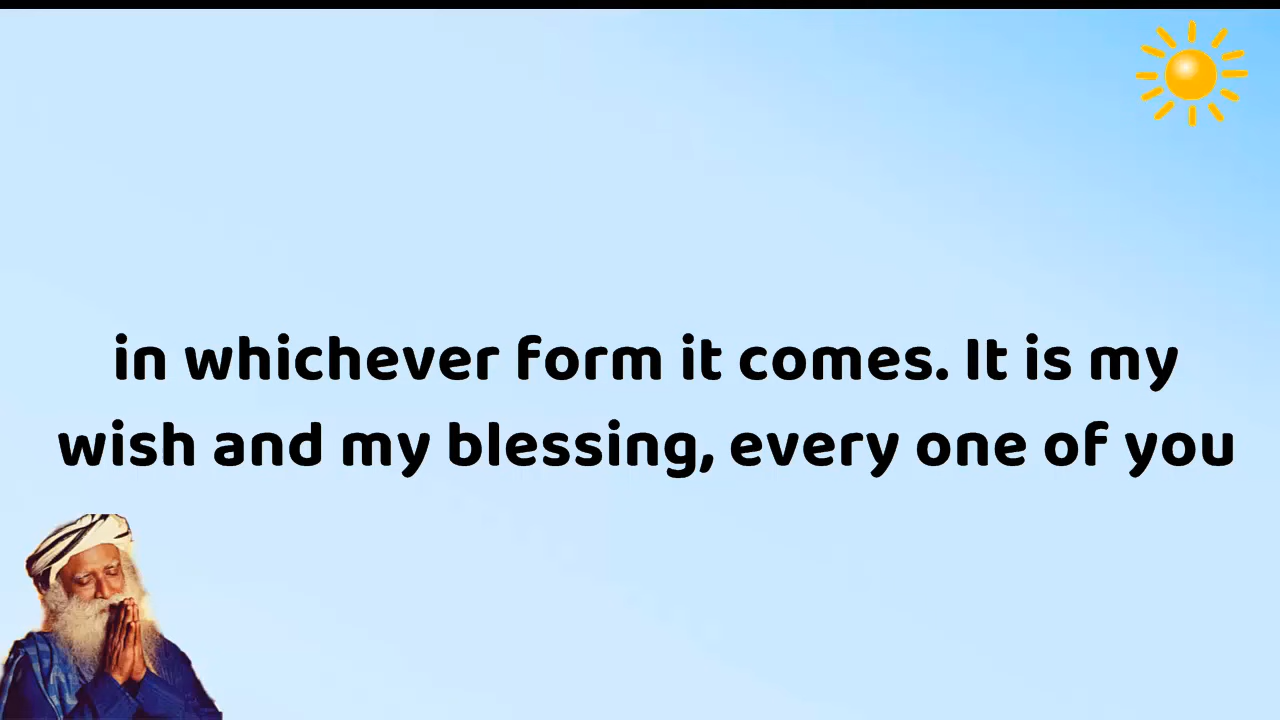 in whichever form it comes. It is my
wish and my blessing, every one of you